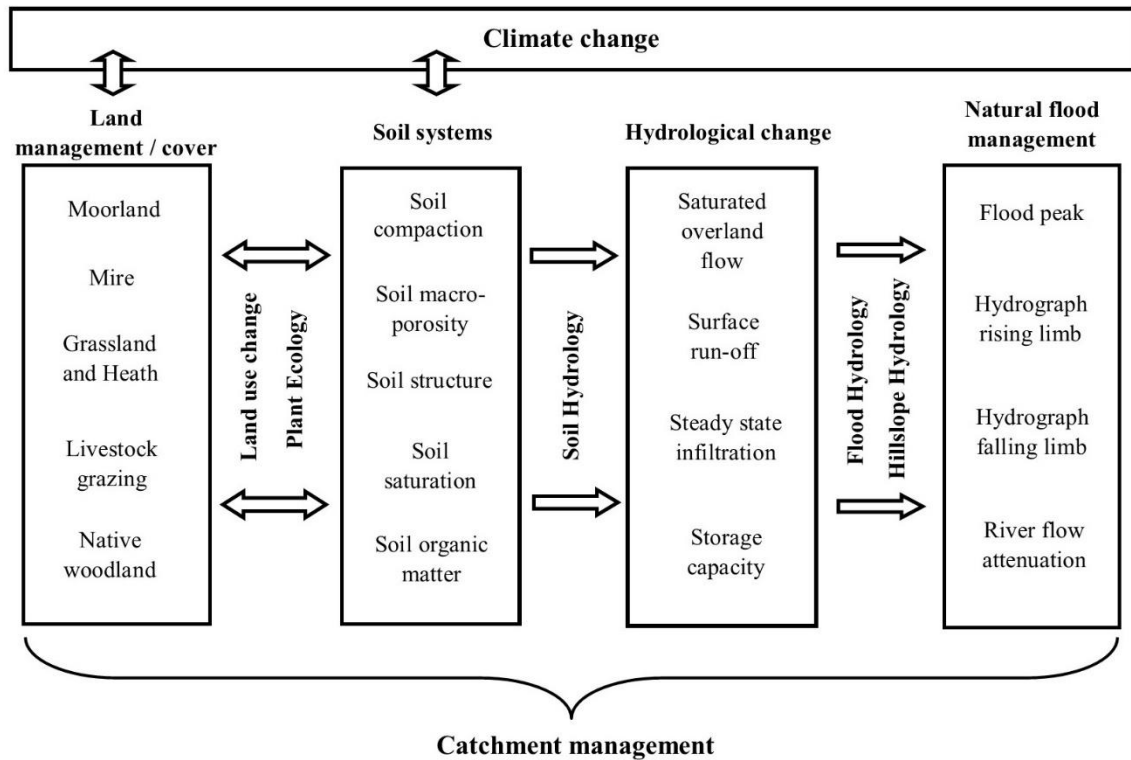 Climate change
Land
management / cover
Moorland
Mire
Grassland
and Heath
Livestock
grazing
Native
woodland
Land use change
Plant Ecology
Soil systems
Soil
compaction
Soil macro-
porosity
Soil structure
Soil
saturation
Soil organic
matter
Soil Hydrology
Hydrological change
Saturated
overland
flow
Surface
run-off
Steady state
infiltration
Storage
capacity
Flood Hydrology
Hillslope Hydrology
Natural flood
management
Flood peak
Hydrograph
rising limb
Hydrograph
falling limb
River flow
attenuation
Catchment management